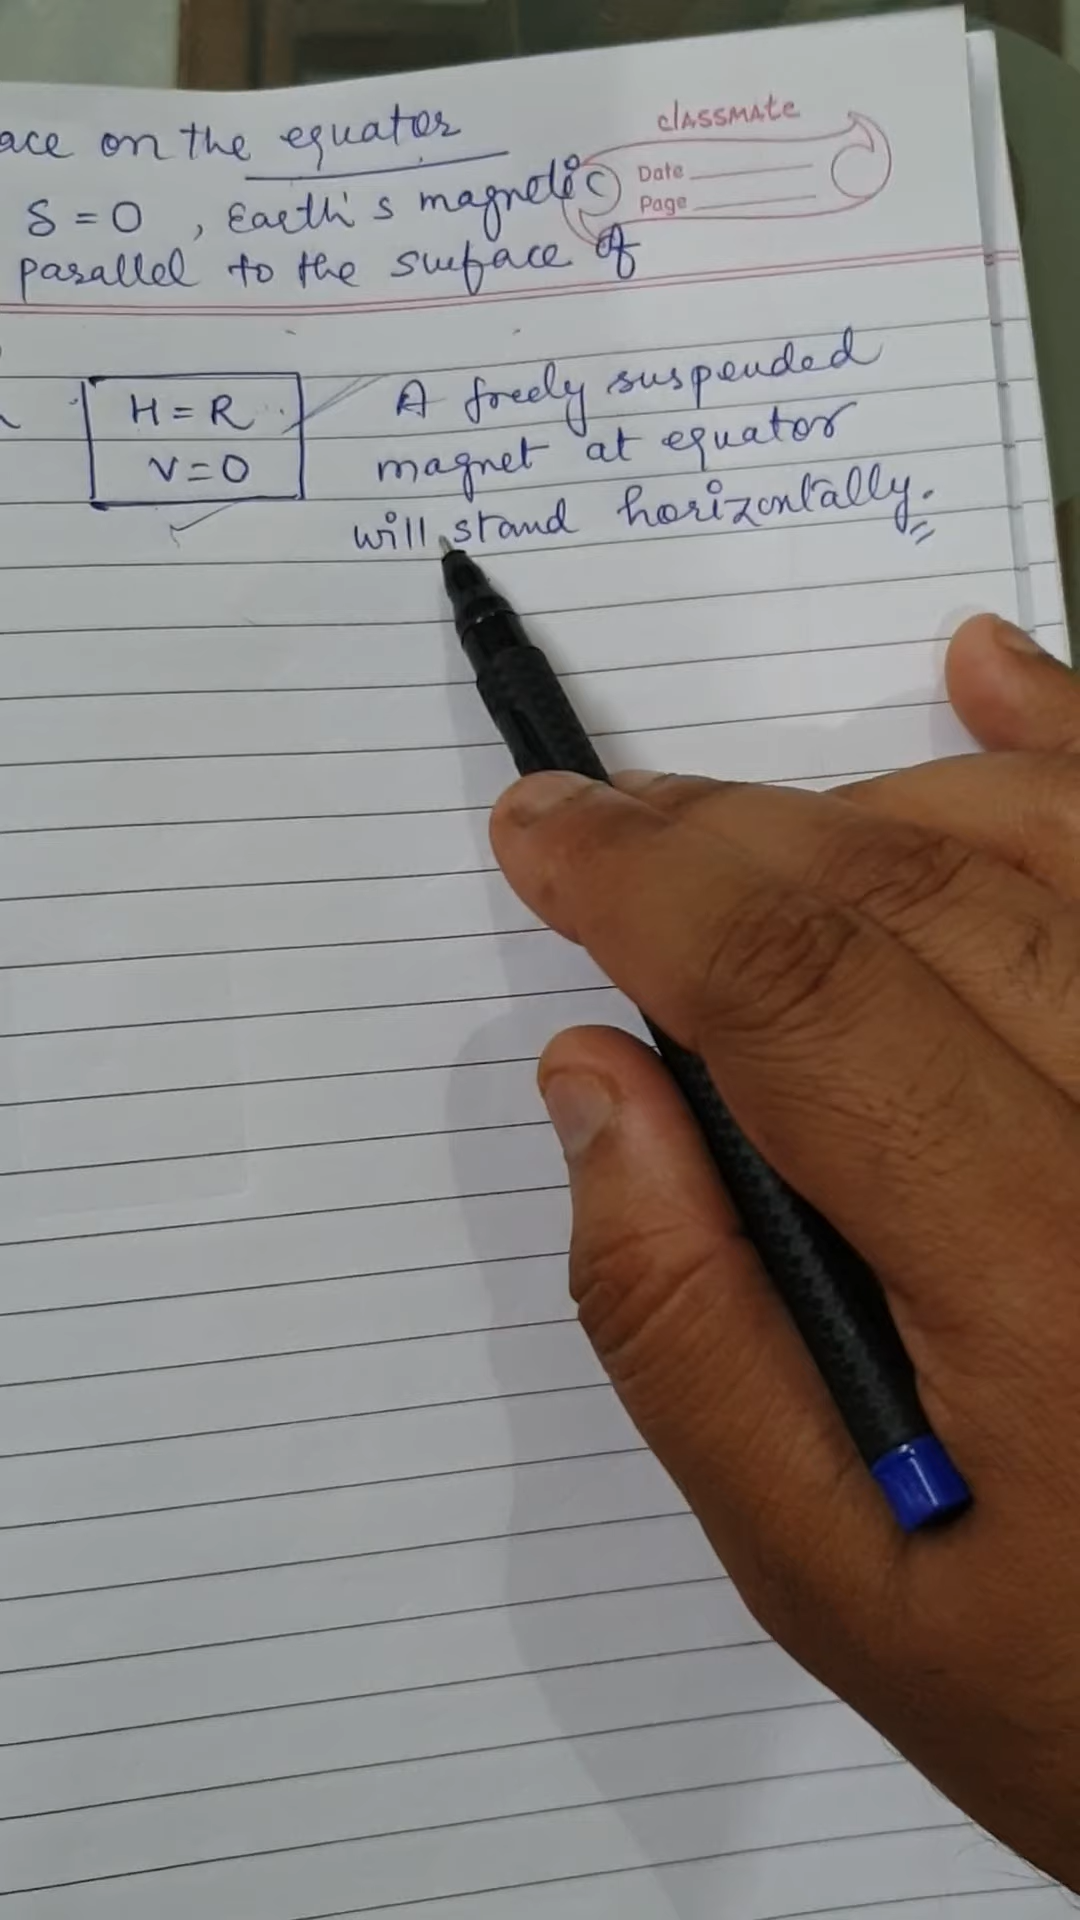 ace on the equator
classmate
Date
Page
δ = 0 , Earth's magnetic
parallel to the surface of
H = R
V = 0
A freely suspended
magnet at equator
will stand horizontally.